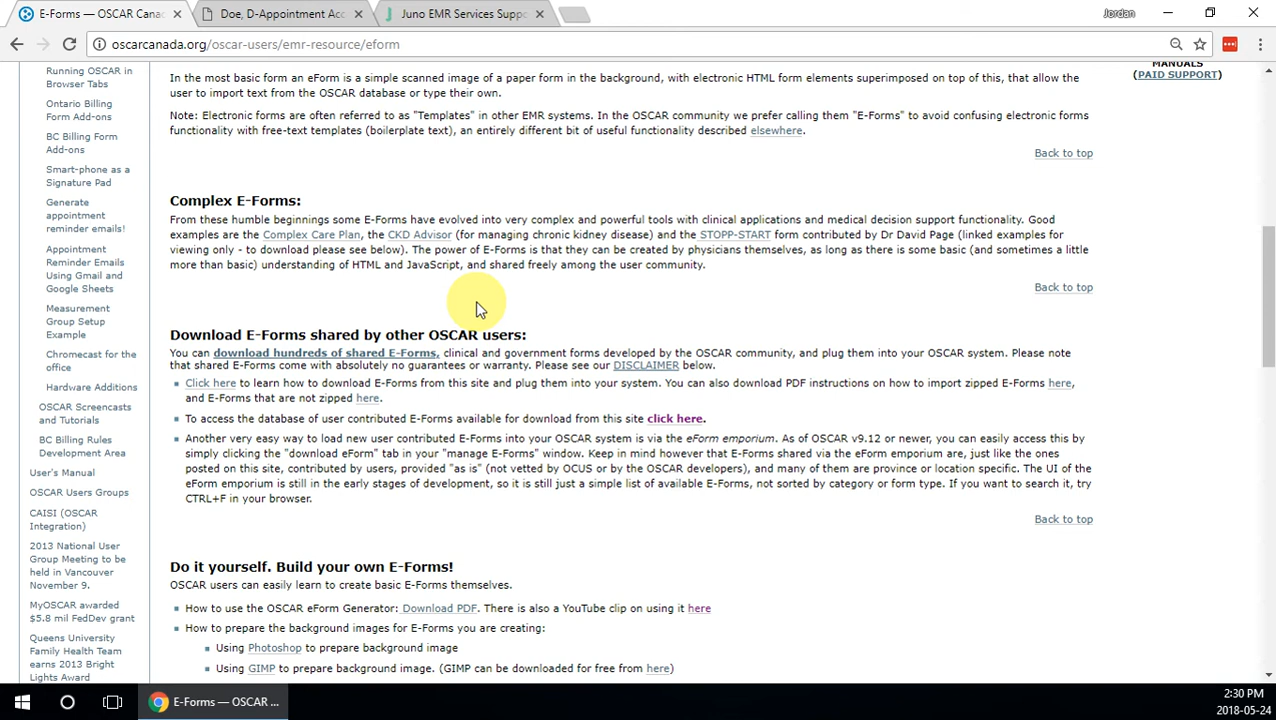 E-Forms — OSCAR Cana
Doe, D-Appointment Acc
Juno EMR Services Suppo
Jordan
oscarcanada.org/oscar-users/emr-resource/eform
Running OSCAR in
Browser Tabs
Ontario Billing
Form Add-ons
BC Billing Form
Add-ons
Smart-phone as a
Signature Pad
Generate
appointment
reminder emails!
Appointment
Reminder Emails
Using Gmail and
Google Sheets
Measurement
Group Setup
Example
Chromecast for the
office
Hardware Additions
OSCAR Screencasts
and Tutorials
BC Billing Rules
Development Area
User's Manual
OSCAR Users Groups
CAISI (OSCAR
Integration)
2013 National User
Group Meeting to be
held in Vancouver
November 9.
MyOSCAR awarded
$5.8 mil FedDev grant
Queens University
Family Health Team
earns 2013 Bright
Lights Award
In the most basic form an eForm is a simple scanned image of a paper form in the background, with electronic HTML form elements superimposed on top of this, that allow the
user to import text from the OSCAR database or type their own.
Note: Electronic forms are often referred to as "Templates" in other EMR systems. In the OSCAR community we prefer calling them "E-Forms" to avoid confusing electronic forms
functionality with free-text templates (boilerplate text), an entirely different bit of useful functionality described elsewhere.
Back to top
Complex E-Forms:
From these humble beginnings some E-Forms have evolved into very complex and powerful tools with clinical applications and medical decision support functionality. Good
examples are the Complex Care Plan, the CKD Advisor (for managing chronic kidney disease) and the STOPP-START form contributed by Dr David Page (linked examples for
viewing only - to download please see below). The power of E-Forms is that they can be created by physicians themselves, as long as there is some basic (and sometimes a little
more than basic) understanding of HTML and JavaScript, and shared freely among the user community.
Back to top
Download E-Forms shared by other OSCAR users:
You can download hundreds of shared E-Forms, clinical and government forms developed by the OSCAR community, and plug them into your OSCAR system. Please note
that shared E-Forms come with absolutely no guarantees or warranty. Please see our DISCLAIMER below.
Click here to learn how to download E-Forms from this site and plug them into your system. You can also download PDF instructions on how to import zipped E-Forms here,
and E-Forms that are not zipped here.
To access the database of user contributed E-Forms available for download from this site click here.
Another very easy way to load new user contributed E-Forms into your OSCAR system is via the eForm emporium. As of OSCAR v9.12 or newer, you can easily access this by
simply clicking the "download eForm" tab in your "manage E-Forms" window. Keep in mind however that E-Forms shared via the eForm emporium are, just like the ones
posted on this site, contributed by users, provided "as is" (not vetted by OCUS or by the OSCAR developers), and many of them are province or location specific. The UI of the
eForm emporium is still in the early stages of development, so it is still just a simple list of available E-Forms, not sorted by category or form type. If you want to search it, try
CTRL+F in your browser.
Back to top
Do it yourself. Build your own E-Forms!
OSCAR users can easily learn to create basic E-Forms themselves.
How to use the OSCAR eForm Generator: Download PDF. There is also a YouTube clip on using it here
How to prepare the background images for E-Forms you are creating:
Using Photoshop to prepare background image
Using GIMP to prepare background image. (GIMP can be downloaded for free from here)
MANUALS
(PAID SUPPORT)
E-Forms — OSCAR ...
2:30 PM
2018-05-24